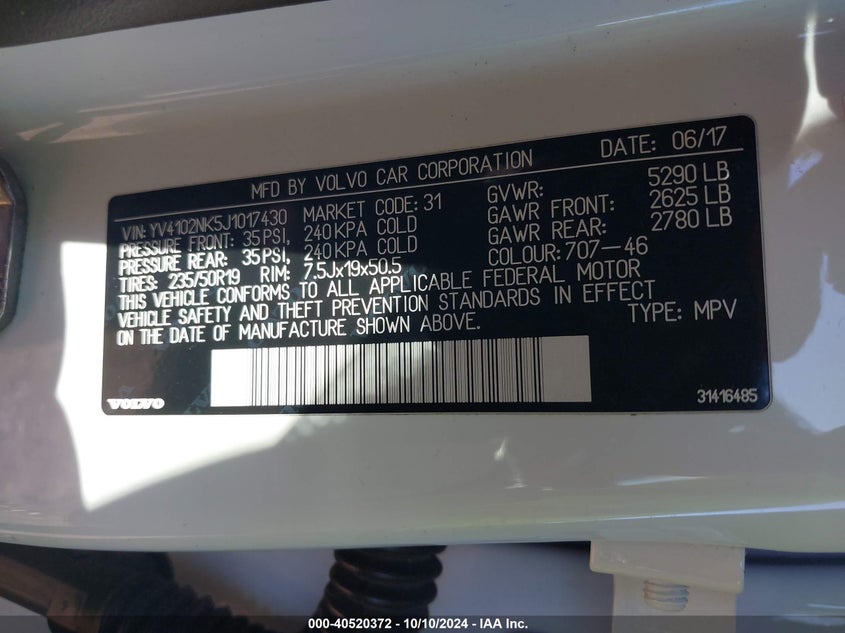 MFD BY VOLVO CAR CORPORATION DATE: 06/17
VIN: YV4102NK5J1017430 MARKET CODE: 31 GVWR: 5290 LB
PRESSURE FRONT: 35 PSI, 240 KPA COLD GAWR FRONT: 2625 LB
PRESSURE REAR: 35 PSI, 240 KPA COLD GAWR REAR: 2780 LB
TIRES: 235/50R19 RIM: 7.5Jx19x50.5 COLOUR: 707-46
THIS VEHICLE CONFORMS TO ALL APPLICABLE FEDERAL MOTOR
VEHICLE SAFETY AND THEFT PREVENTION STANDARDS IN EFFECT
ON THE DATE OF MANUFACTURE SHOWN ABOVE. TYPE: MPV
VOLVO 31416485
000-40520372 - 10/10/2024 - IAA Inc.